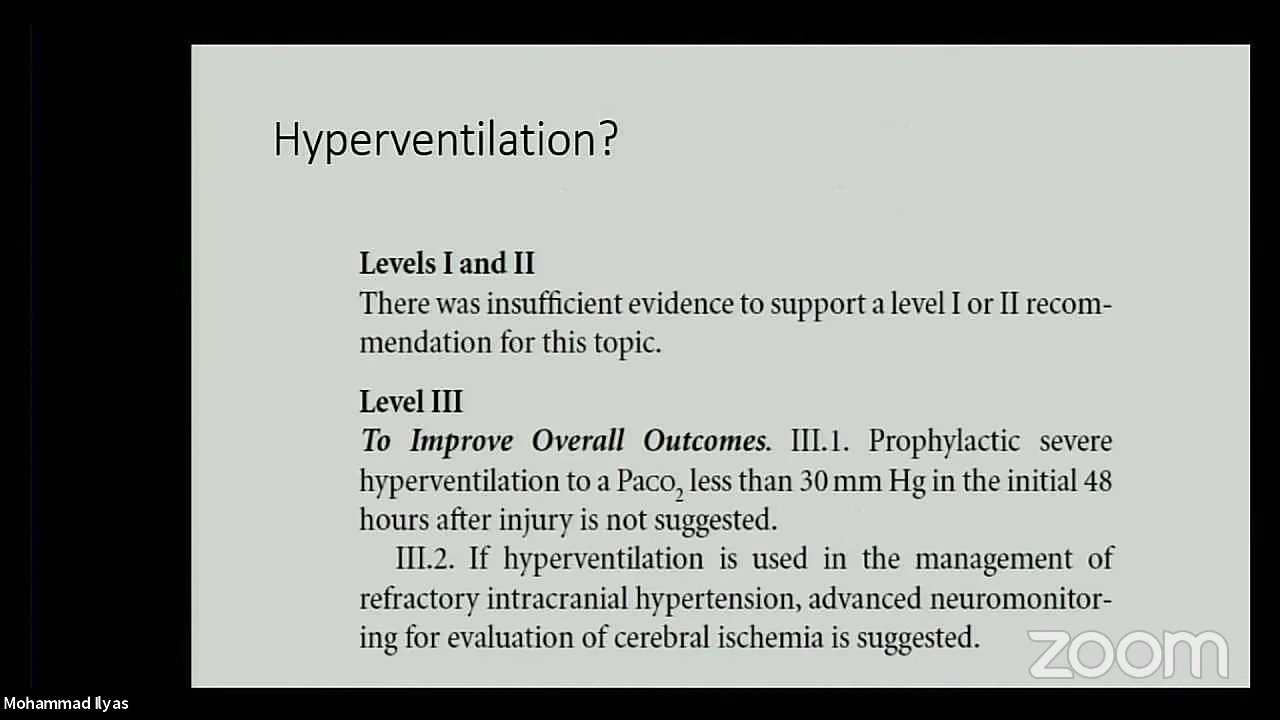 Hyperventilation?
Levels I and II
There was insufficient evidence to support a level I or II recom-
mendation for this topic.
Level III
To Improve Overall Outcomes. III.1. Prophylactic severe
hyperventilation to a Paco2 less than 30 mm Hg in the initial 48
hours after injury is not suggested.
III.2. If hyperventilation is used in the management of
refractory intracranial hypertension, advanced neuromonitor-
ing for evaluation of cerebral ischemia is suggested.
zoom
Mohammad Ilyas